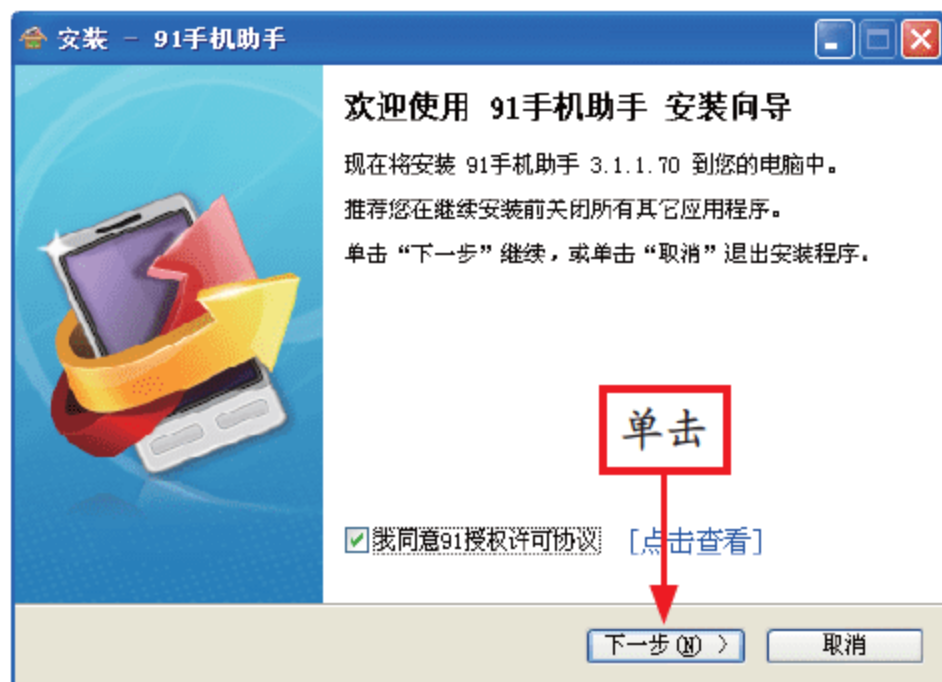 安装 - 91手机助手
欢迎使用 91手机助手 安装向导
现在将安装 91手机助手 3.1.1.70 到您的电脑中。
推荐您在继续安装前关闭所有其它应用程序。
单击“下一步”继续，或单击“取消”退出安装程序。
单击
我同意91授权许可协议 [点击查看]
下一步(N) > 取消